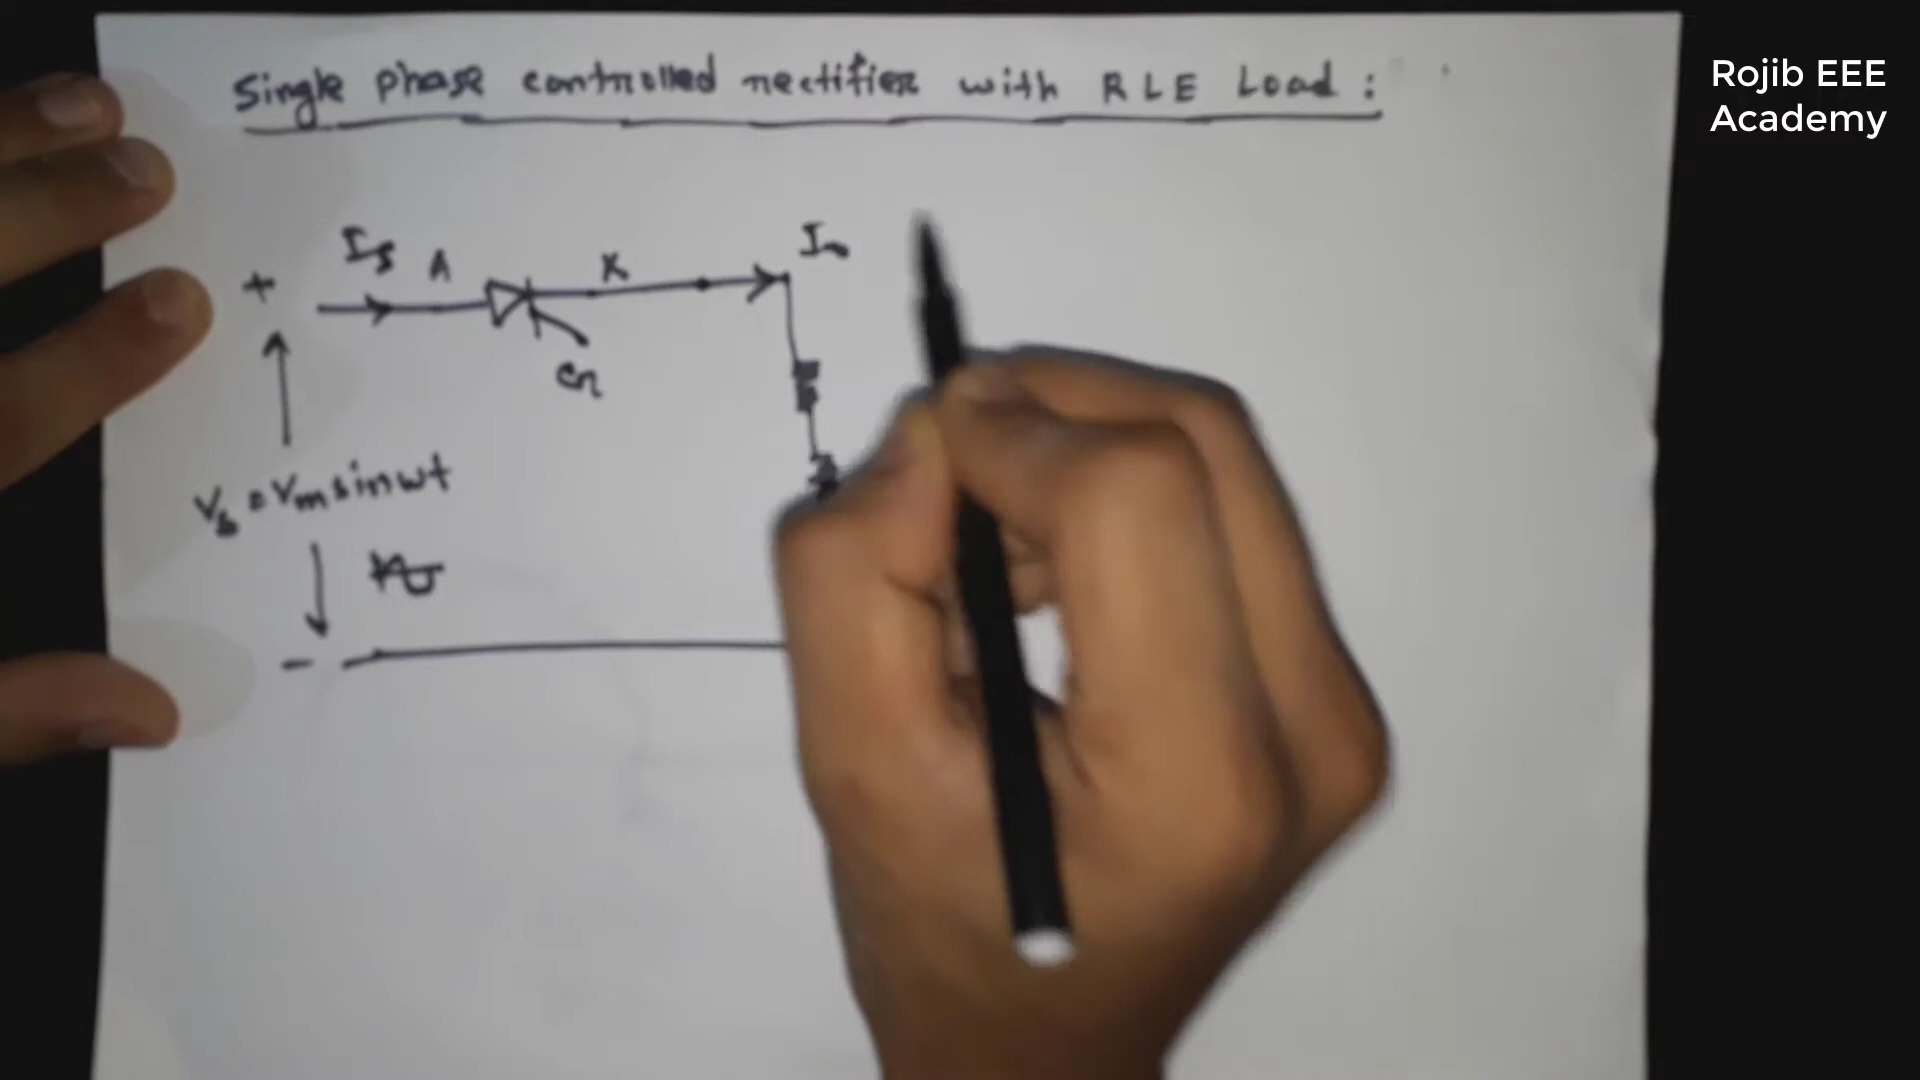 Single phase controlled rectifier with RLE Load :
Rojib EEE
Academy
Is
A
K
Io
+
G
Vs = Vm sin wt
-